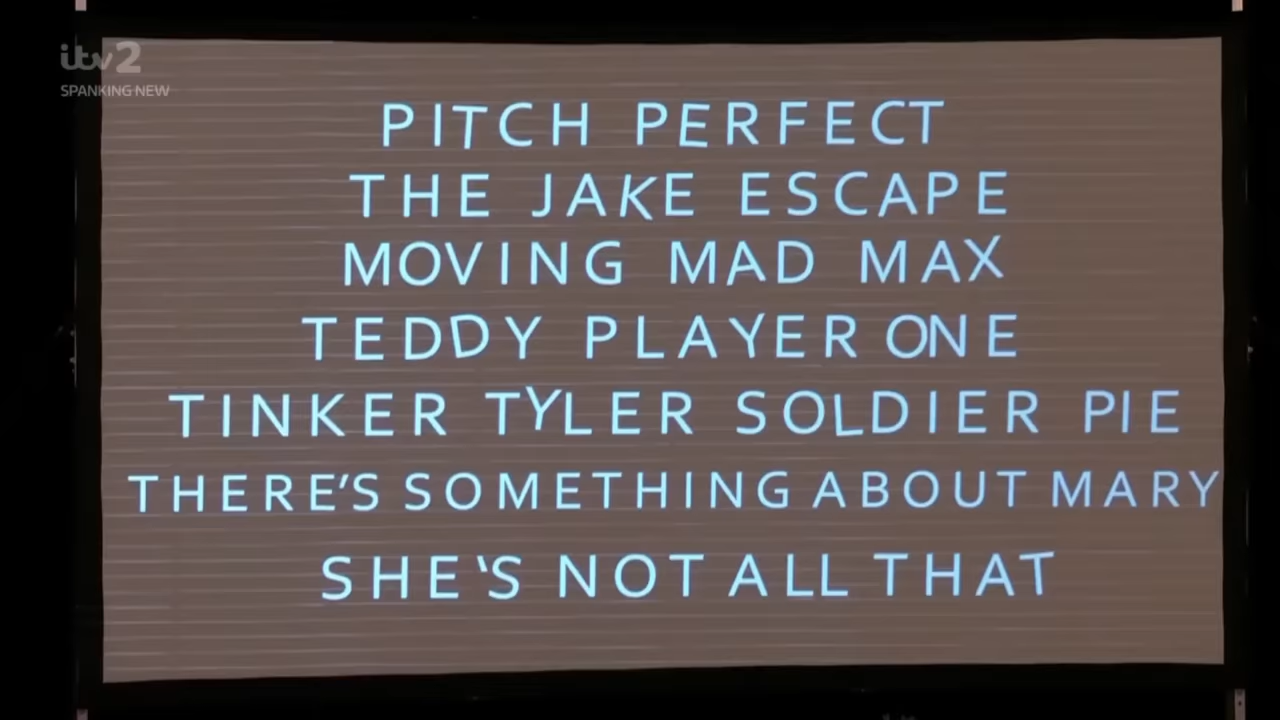 itv2
SPANKING NEW
PITCH PERFECT
THE JAKE ESCAPE
MOVING MAD MAX
TEDDY PLAYER ONE
TINKER TYLER SOLDIER PIE
THERE'S SOMETHING ABOUT MARY
SHE'S NOT ALL THAT